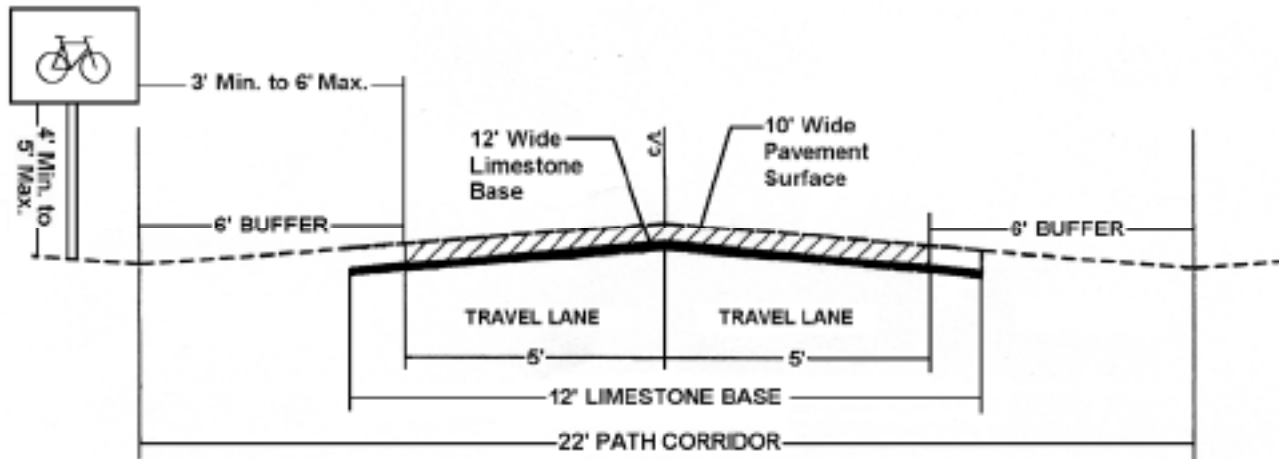 3' Min. to 6' Max.
4' Min. to
5' Max.
12' Wide
Limestone
Base
C/L
10' Wide
Pavement
Surface
6' BUFFER
6' BUFFER
TRAVEL LANE
TRAVEL LANE
5'
5'
12' LIMESTONE BASE
22' PATH CORRIDOR